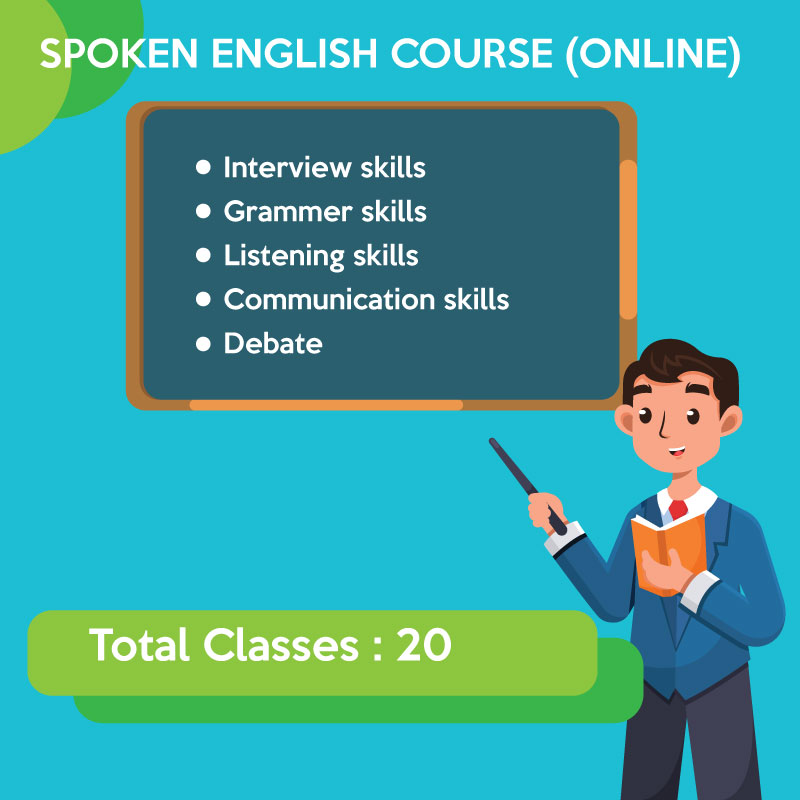 SPOKEN ENGLISH COURSE (ONLINE)
• Interview skills
• Grammer skills
• Listening skills
• Communication skills
• Debate
Total Classes : 20